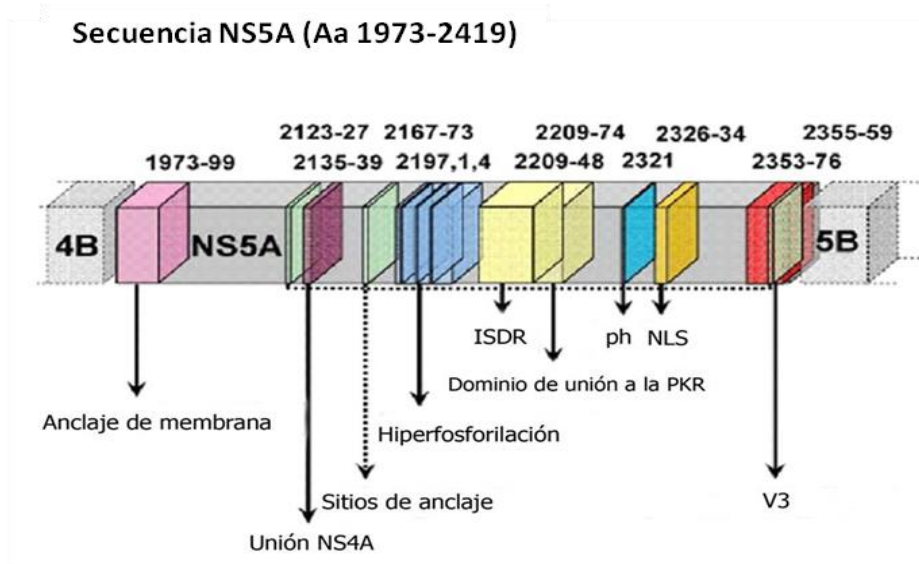 Secuencia NS5A (Aa 1973-2419)
2123-27 2167-73 2209-74 2326-34 2355-59
1973-99 2135-39 2197,1,4 2209-48 2321 2353-76
4B NS5A 5B
ISDR ph NLS
Dominio de unión a la PKR
Anclaje de membrana
Hiperfosforilación
Sitios de anclaje
V3
Unión NS4A